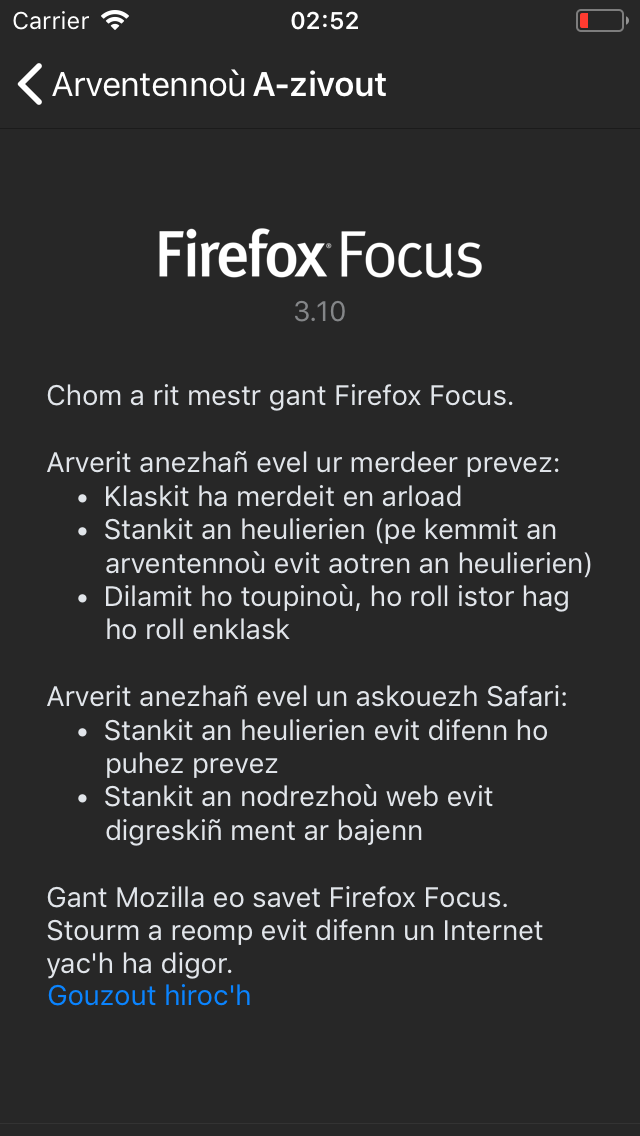 Carrier 02:52
Arventennoù A-zivout
Firefox Focus
3.10
Chom a rit mestr gant Firefox Focus.
Arverit anezhañ evel ur merdeer prevez:
• Klaskit ha merdeit en arload
• Stankit an heulierien (pe kemmit an
arventennoù evit aotren an heulierien)
• Dilamit ho toupinoù, ho roll istor hag
ho roll enklask
Arverit anezhañ evel un askouezh Safari:
• Stankit an heulierien evit difenn ho
puhez prevez
• Stankit an nodrezhoù web evit
digreskiñ ment ar bajenn
Gant Mozilla eo savet Firefox Focus.
Stourm a reomp evit difenn un Internet
yac'h ha digor.
Gouzout hiroc'h